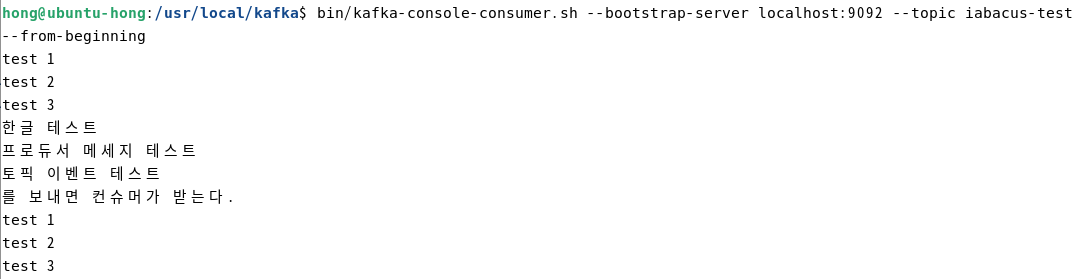 hong@ubuntu-hong:/usr/local/kafka$ bin/kafka-console-consumer.sh --bootstrap-server localhost:9092 --topic iabacus-test
--from-beginning
test 1
test 2
test 3
한글 테스트
프로듀서 메세지 테스트
토픽 이벤트 테스트
를 보내면 컨슈머가 받는다.
test 1
test 2
test 3